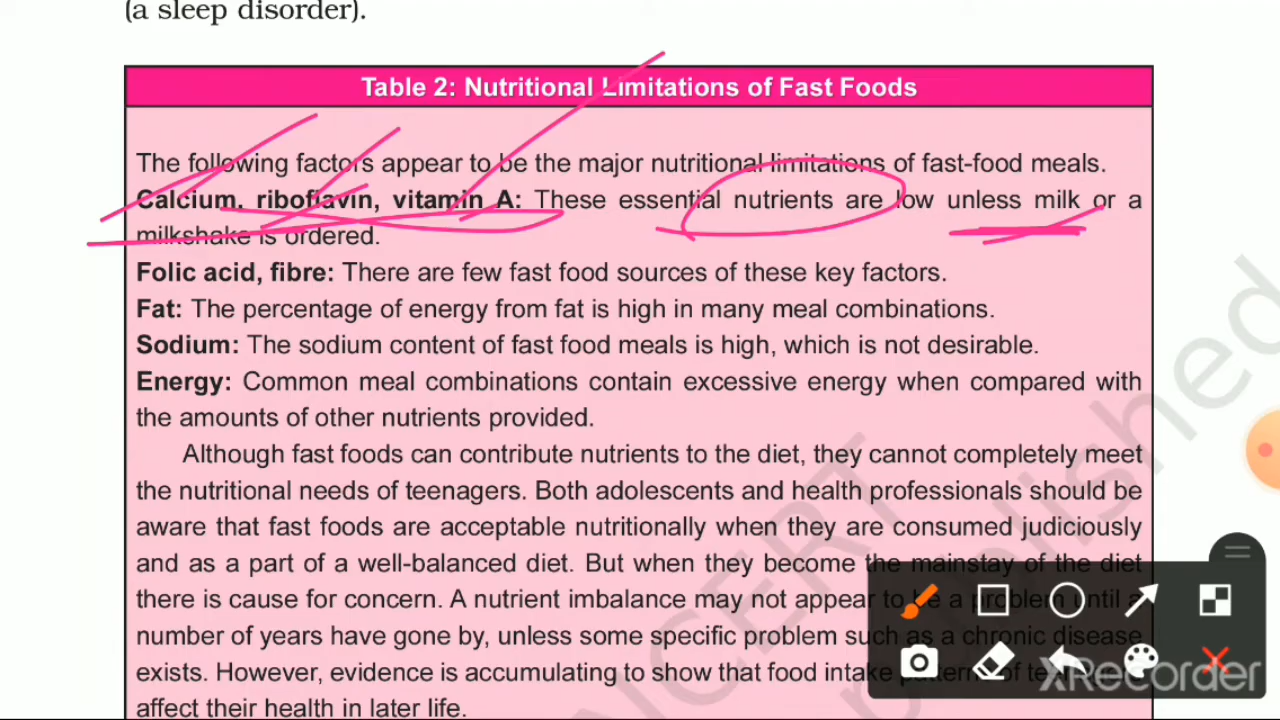 (a sleep disorder).
Table 2: Nutritional Limitations of Fast Foods
The following factors appear to be the major nutritional limitations of fast-food meals.
Calcium, riboflavin, vitamin A: These essential nutrients are low unless milk or a
milkshake is ordered.
Folic acid, fibre: There are few fast food sources of these key factors.
Fat: The percentage of energy from fat is high in many meal combinations.
Sodium: The sodium content of fast food meals is high, which is not desirable.
Energy: Common meal combinations contain excessive energy when compared with
the amounts of other nutrients provided.
Although fast foods can contribute nutrients to the diet, they cannot completely meet
the nutritional needs of teenagers. Both adolescents and health professionals should be
aware that fast foods are acceptable nutritionally when they are consumed judiciously
and as a part of a well-balanced diet. But when they become the mainstay of the diet
there is cause for concern. A nutrient imbalance may not appear to be a problem until a
number of years have gone by, unless some specific problem such as a chronic disease
exists. However, evidence is accumulating to show that food intake patterns of
affect their health in later life.
NCERT
published
XRecorder